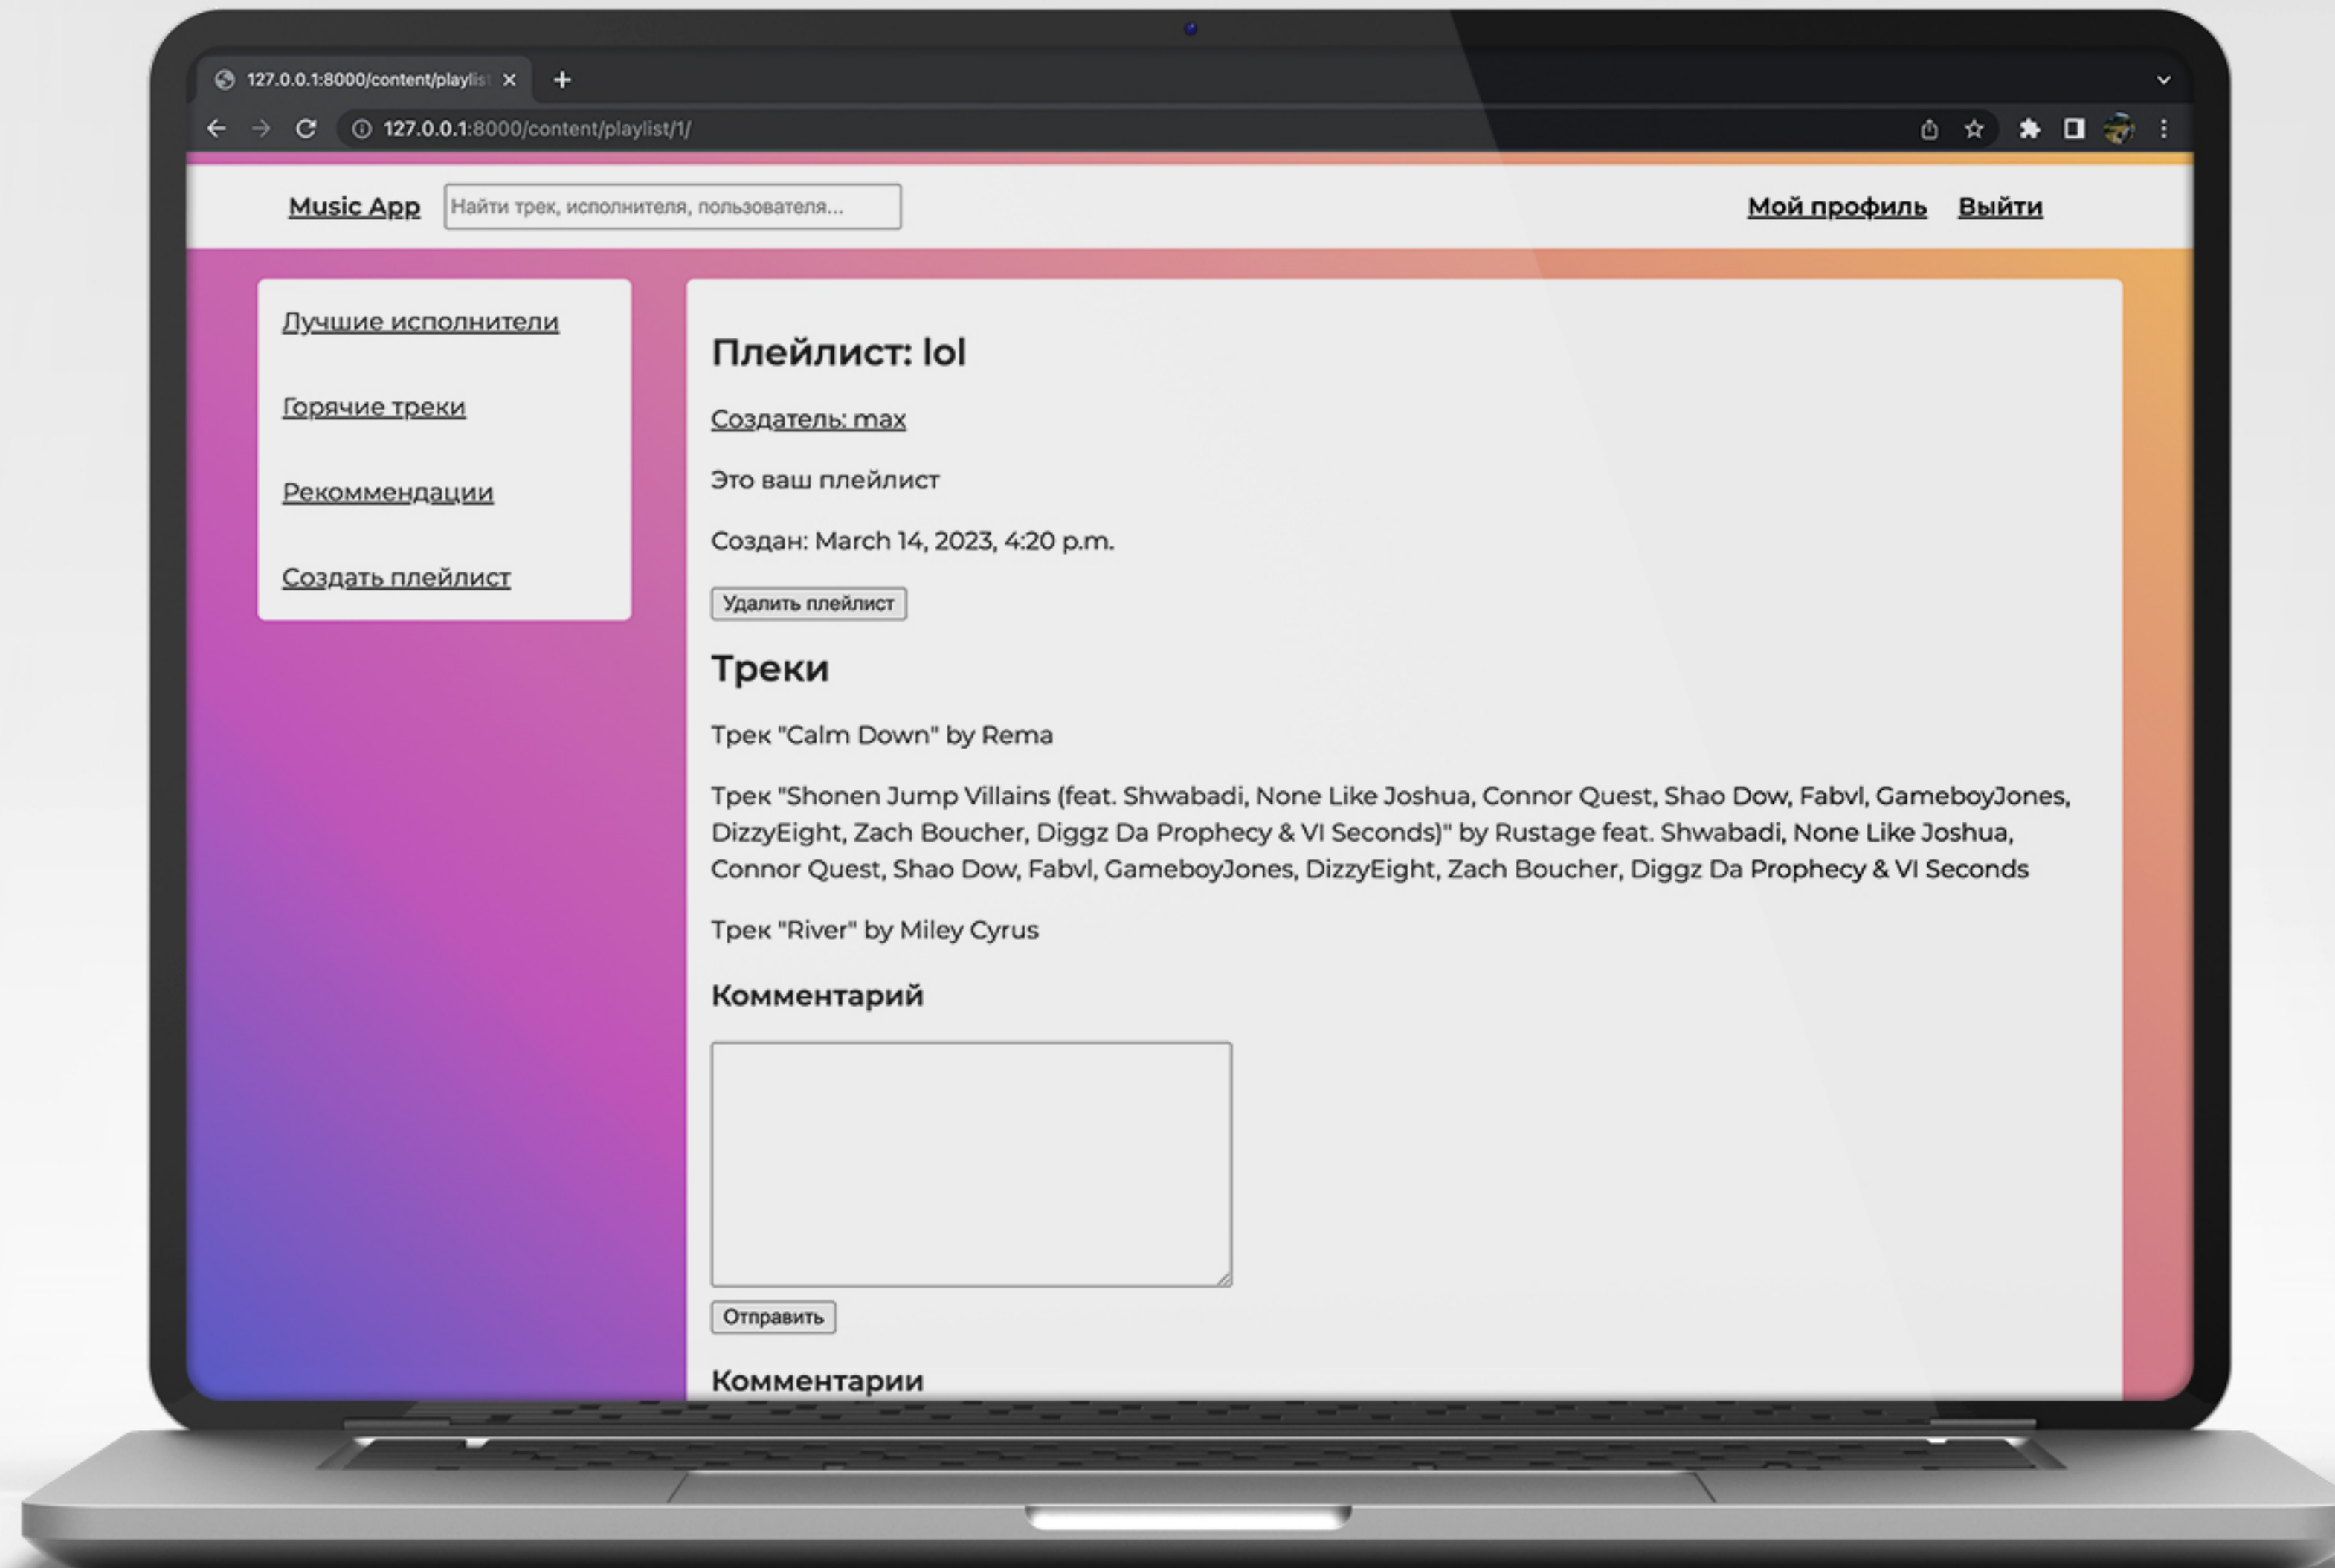 127.0.0.1:8000/content/playlis
127.0.0.1:8000/content/playlist/1/
Music App
Найти трек, исполнителя, пользователя...
Мой профиль
Выйти
Лучшие исполнители
Горячие треки
Рекоммендации
Создать плейлист
Плейлист: lol
Создатель: max
Это ваш плейлист
Создан: March 14, 2023, 4:20 p.m.
Удалить плейлист
Треки
Трек "Calm Down" by Rema
Трек "Shonen Jump Villains (feat. Shwabadi, None Like Joshua, Connor Quest, Shao Dow, Fabvl, GameboyJones,
DizzyEight, Zach Boucher, Diggz Da Prophecy & VI Seconds)" by Rustage feat. Shwabadi, None Like Joshua,
Connor Quest, Shao Dow, Fabvl, GameboyJones, DizzyEight, Zach Boucher, Diggz Da Prophecy & VI Seconds
Трек "River" by Miley Cyrus
Комментарий
Отправить
Комментарии